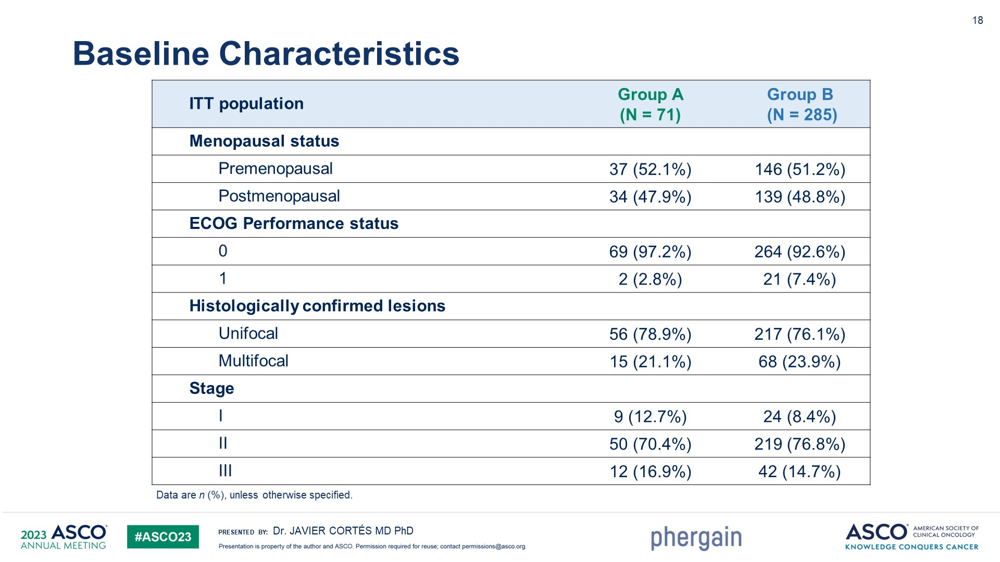 18
Baseline Characteristics
ITT population Group A (N = 71) Group B (N = 285)
Menopausal status
Premenopausal 37 (52.1%) 146 (51.2%)
Postmenopausal 34 (47.9%) 139 (48.8%)
ECOG Performance status
0 69 (97.2%) 264 (92.6%)
1 2 (2.8%) 21 (7.4%)
Histologically confirmed lesions
Unifocal 56 (78.9%) 217 (76.1%)
Multifocal 15 (21.1%) 68 (23.9%)
Stage
I 9 (12.7%) 24 (8.4%)
II 50 (70.4%) 219 (76.8%)
III 12 (16.9%) 42 (14.7%)
Data are n (%), unless otherwise specified.
2023 ASCO
ANNUAL MEETING
#ASCO23
PRESENTED BY: Dr. JAVIER CORTÉS MD PhD
Presentation is property of the author and ASCO. Permission required for reuse; contact permissions@asco.org.
phergain
ASCO AMERICAN SOCIETY OF
CLINICAL ONCOLOGY
KNOWLEDGE CONQUERS CANCER